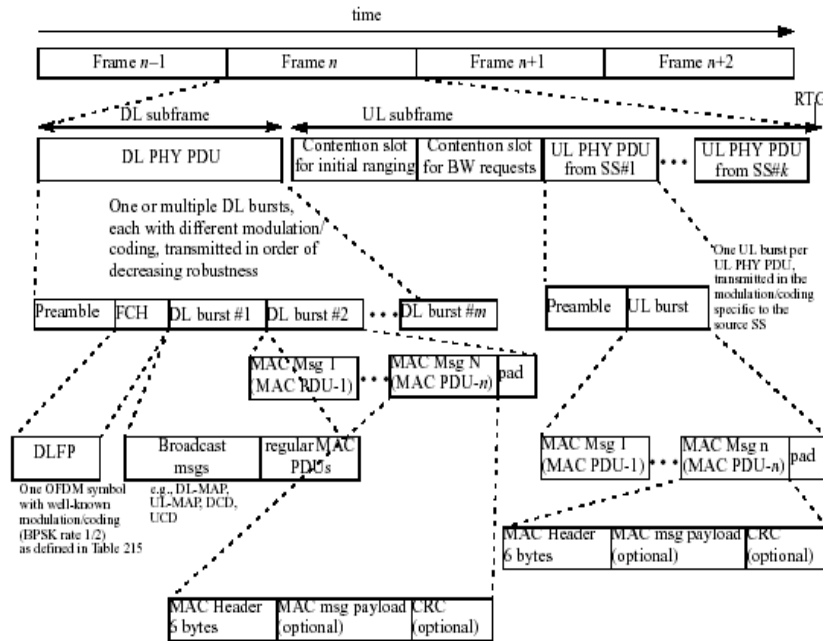 time
Frame n–1 Frame n Frame n+1 Frame n+2
RTG
DL subframe UL subframe
DL PHY PDU
Contention slot
for initial ranging
Contention slot
for BW requests
UL PHY PDU
from SS#1
UL PHY PDU
from SS#k
One or multiple DL bursts,
each with different modulation/
coding, transmitted in order of
decreasing robustness
One UL burst per
UL PHY PDU,
transmitted in the
modulation/coding
specific to the
source SS
Preamble FCH DL burst #1 DL burst #2 DL burst #m
Preamble UL burst
MAC Msg 1
(MAC PDU-1)
MAC Msg N
(MAC PDU-n)
pad
DLFP
Broadcast
msgs
regular MAC
PDUs
MAC Msg 1
(MAC PDU-1)
MAC Msg n
(MAC PDU-n)
pad
One OFDM symbol
with well-known
modulation/coding
(BPSK rate 1/2)
as defined in Table 215
e.g., DL-MAP,
UL-MAP, DCD,
UCD
MAC Header
6 bytes
MAC msg payload
(optional)
CRC
(optional)
MAC Header
6 bytes
MAC msg payload
(optional)
CRC
(optional)